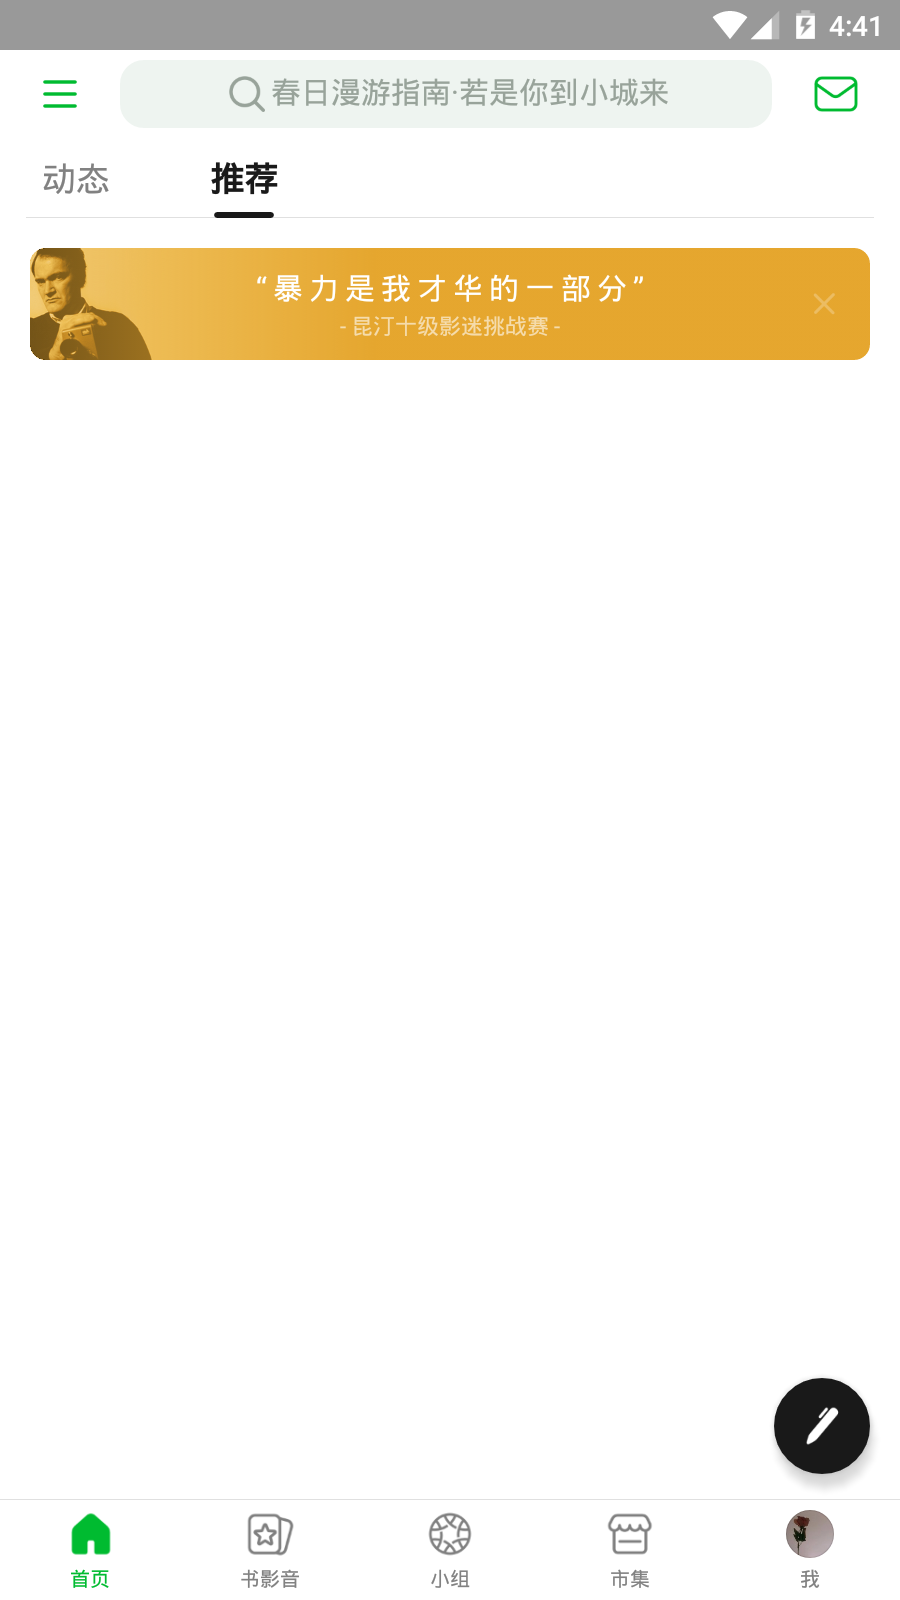 4:41
春日漫游指南·若是你到小城来
动态
推荐
“暴力是我才华的一部分”
- 昆汀十级影迷挑战赛 -
首页
书影音
小组
市集
我